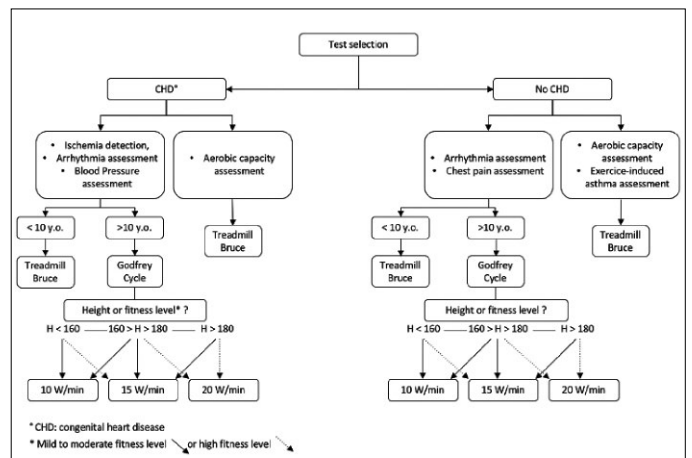 Test selection
CHD*
No CHD
• Ischemia detection,
• Arrhythmia assessment
• Blood Pressure
assessment
• Aerobic capacity
assessment
• Arrhythmia assessment
• Chest pain assessment
• Aerobic capacity
assessment
• Exercice-induced
asthma assessment
< 10 y.o.
>10 y.o.
Treadmill
Bruce
< 10 y.o.
>10 y.o.
Treadmill
Bruce
Treadmill
Bruce
Godfrey
Cycle
Treadmill
Bruce
Godfrey
Cycle
Height or fitness level* ?
Height or fitness level ?
H < 160 160 > H > 180 H > 180
H < 160 160 > H > 180 H > 180
10 W/min
15 W/min
20 W/min
10 W/min
15 W/min
20 W/min
* CHD: congenital heart disease
* Mild to moderate fitness level or high fitness level